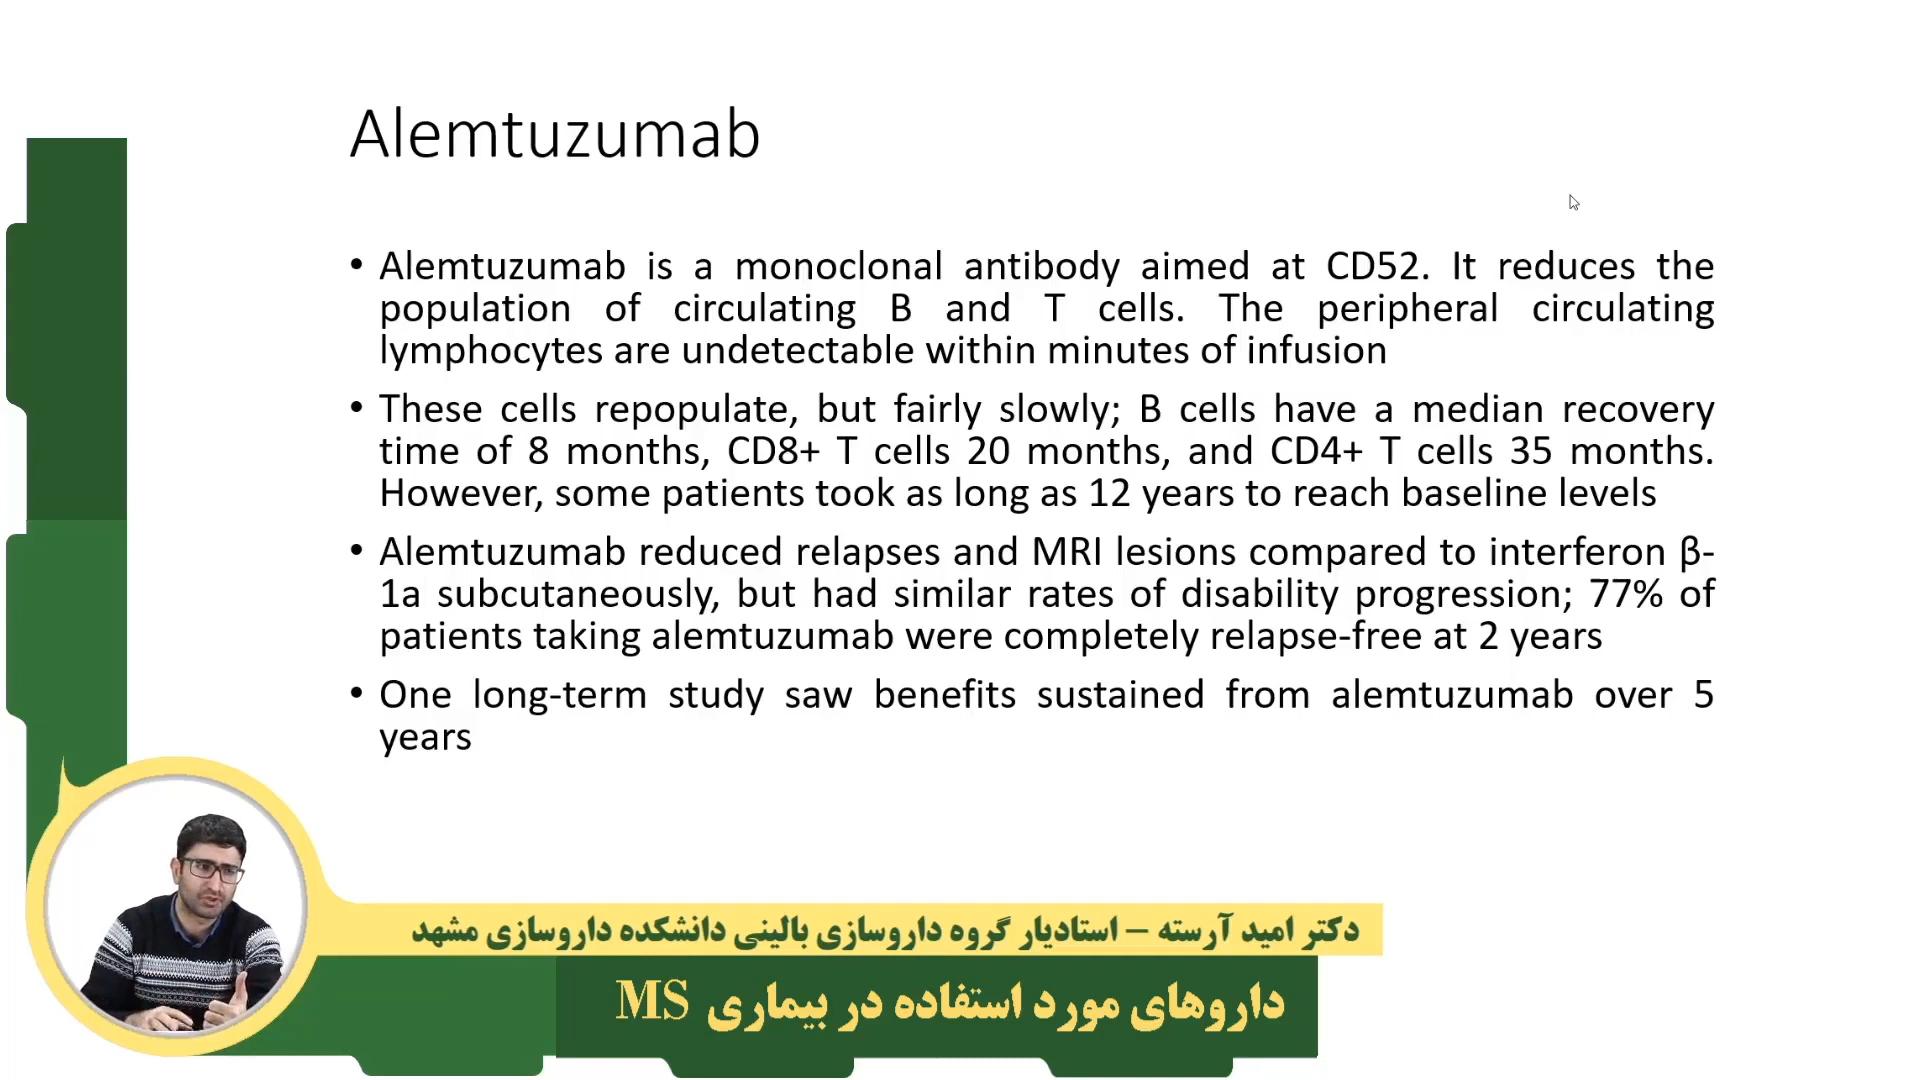 Alemtuzumab
• Alemtuzumab is a monoclonal antibody aimed at CD52. It reduces the
population of circulating B and T cells. The peripheral circulating
lymphocytes are undetectable within minutes of infusion
• These cells repopulate, but fairly slowly; B cells have a median recovery
time of 8 months, CD8+ T cells 20 months, and CD4+ T cells 35 months.
However, some patients took as long as 12 years to reach baseline levels
• Alemtuzumab reduced relapses and MRI lesions compared to interferon β-
1a subcutaneously, but had similar rates of disability progression; 77% of
patients taking alemtuzumab were completely relapse-free at 2 years
• One long-term study saw benefits sustained from alemtuzumab over 5
years
دکتر امید آرسته – استادیار گروه داروسازی بالینی دانشکده داروسازی مشهد
داروهای مورد استفاده در بیماری MS